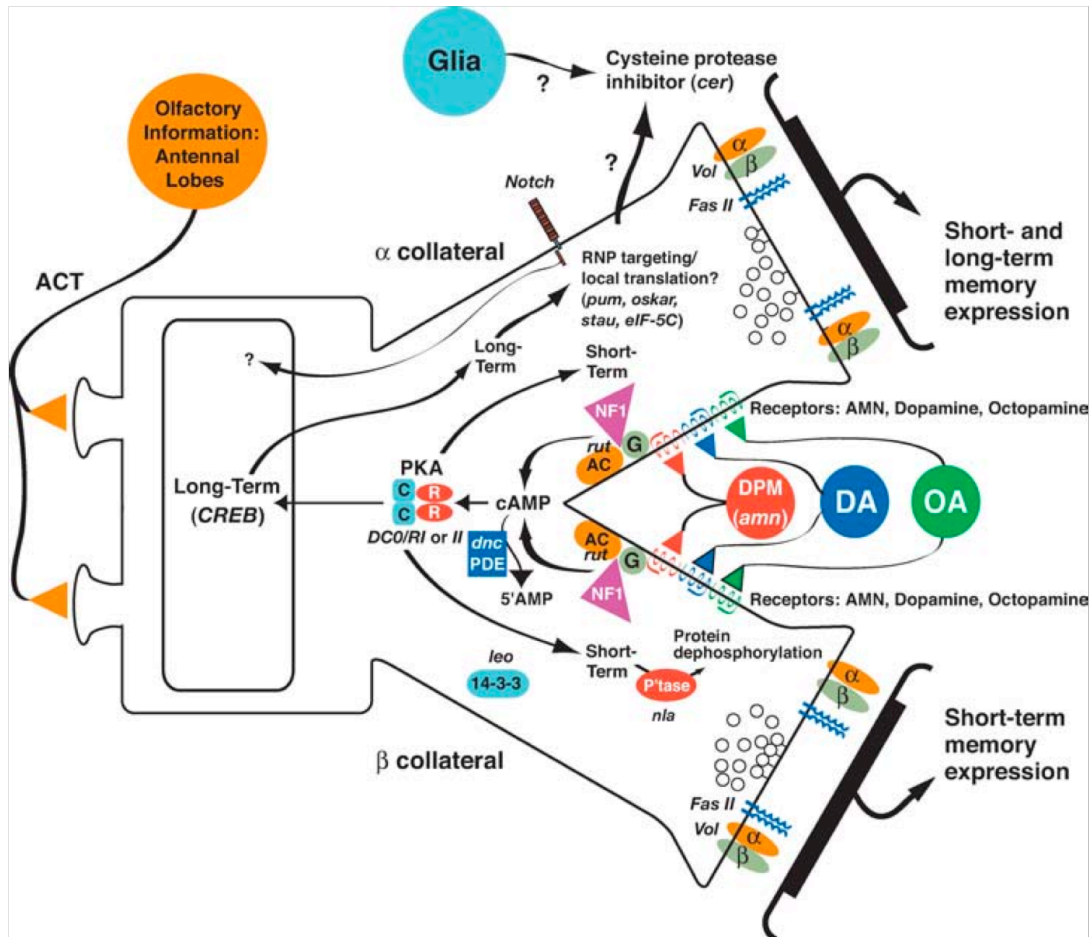 Glia
?
Cysteine protease
inhibitor (cer)
Olfactory
Information:
Antennal
Lobes
ACT
?
Notch
α collateral
RNP targeting/
local translation?
(pum, oskar,
stau, eIF-5C)
Vol
α
β
Fas II
α
β
Short- and
long-term
memory
expression
?
Long-
Term
Short-
Term
NF1
rut
G
AC
Receptors: AMN, Dopamine, Octopamine
Long-Term
(CREB)
PKA
C
R
C
R
DC0/RI or II
cAMP
dnc
PDE
5'AMP
DPM
(amn)
DA
OA
AC
rut
G
NF1
Receptors: AMN, Dopamine, Octopamine
leo
14-3-3
Short-
Term
Protein
dephosphorylation
P'tase
nla
β collateral
α
β
Fas II
Vol
α
β
Short-term
memory
expression